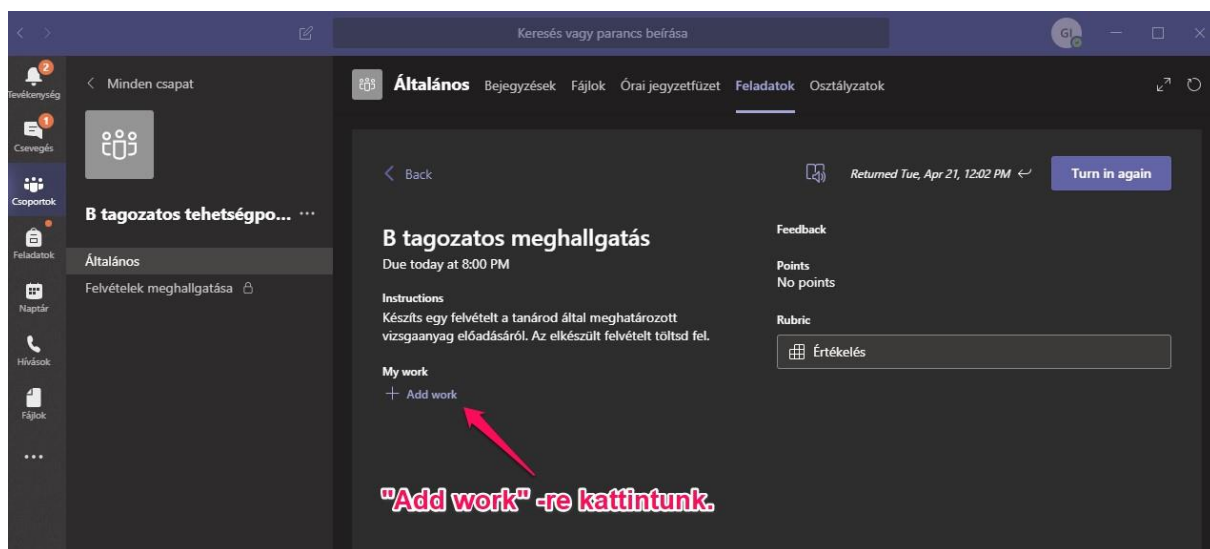 Keresés vagy parancs beírása
GI
2
Tevékenység
1
Csevegés
Csoportok
Feladatok
Naptár
Hívások
Fájlok
Minden csapat
B tagozatos tehetségpo...
Általános
Felvételek meghallgatása
Általános Bejegyzések Fájlok Órai jegyzetfüzet Feladatok Osztályzatok
Back
Returned Tue, Apr 21, 12:02 PM
Turn in again
B tagozatos meghallgatás
Due today at 8:00 PM
Instructions
Készíts egy felvételt a tanárod által meghatározott
vizsgaanyag előadásáról. Az elkészült felvételt töltsd fel.
My work
+ Add work
Feedback
Points
No points
Rubric
Értékelés
"Add work" -re kattintunk.